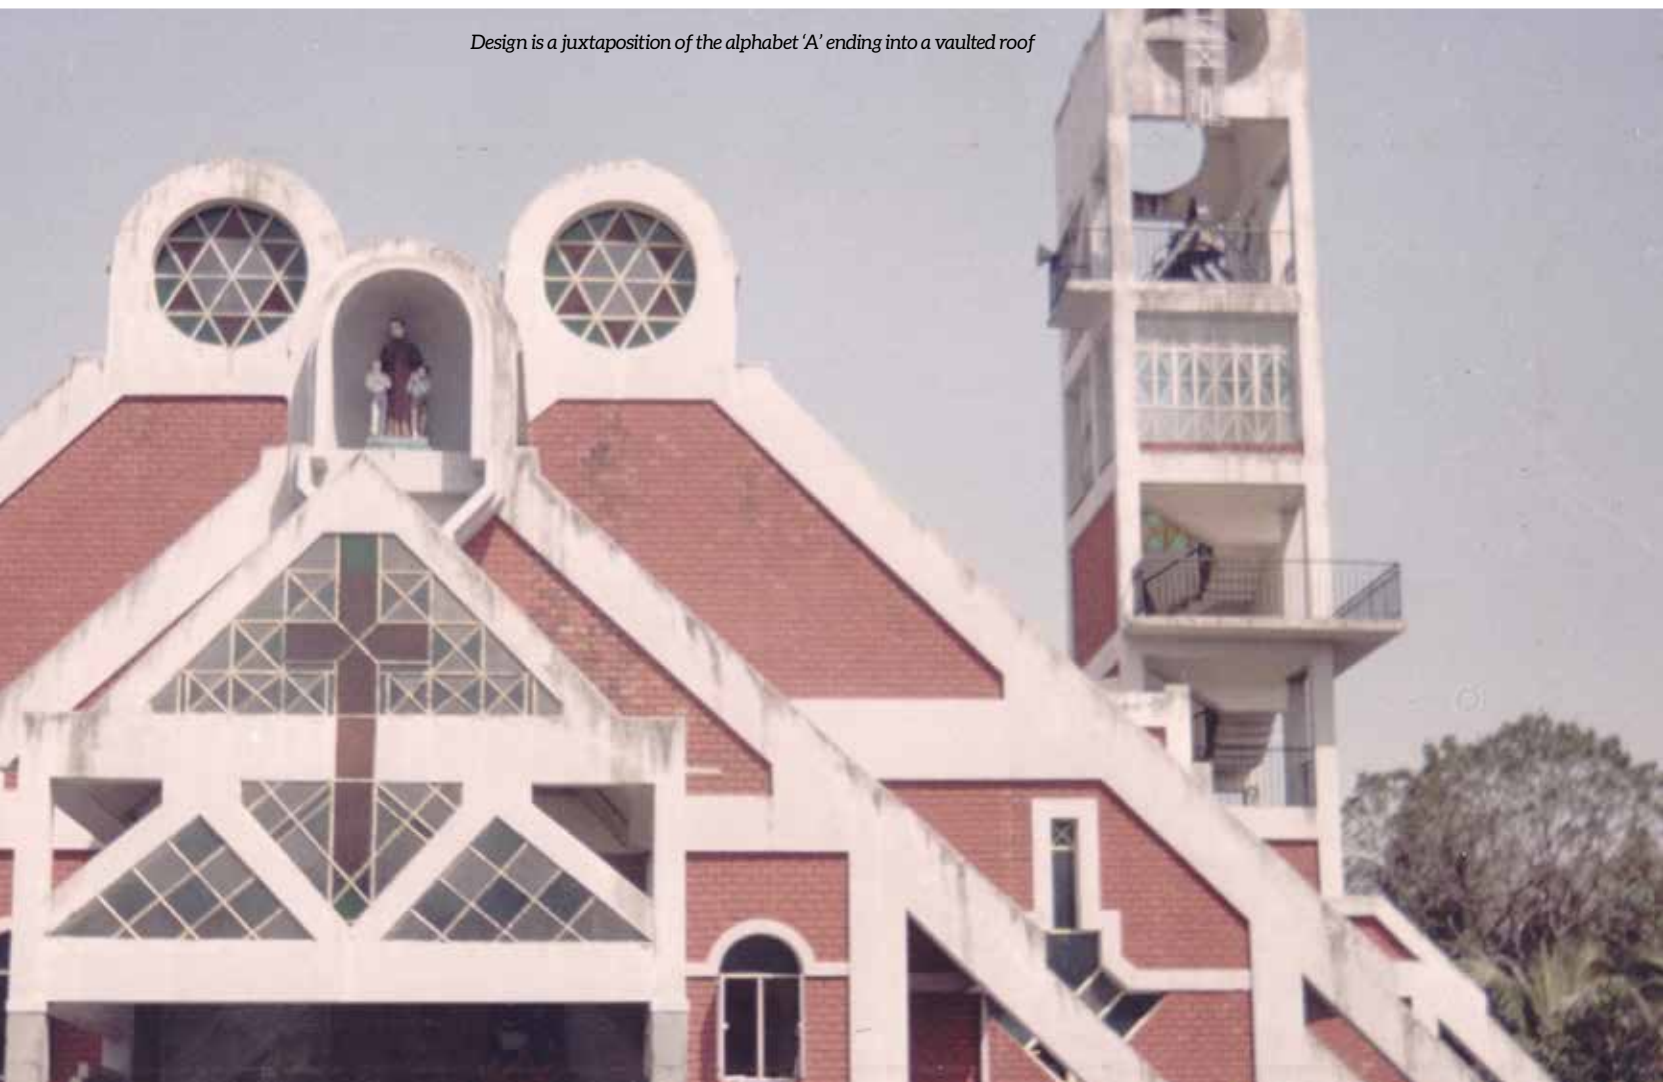 Design is a juxtaposition of the alphabet ‘A’ ending into a vaulted roof